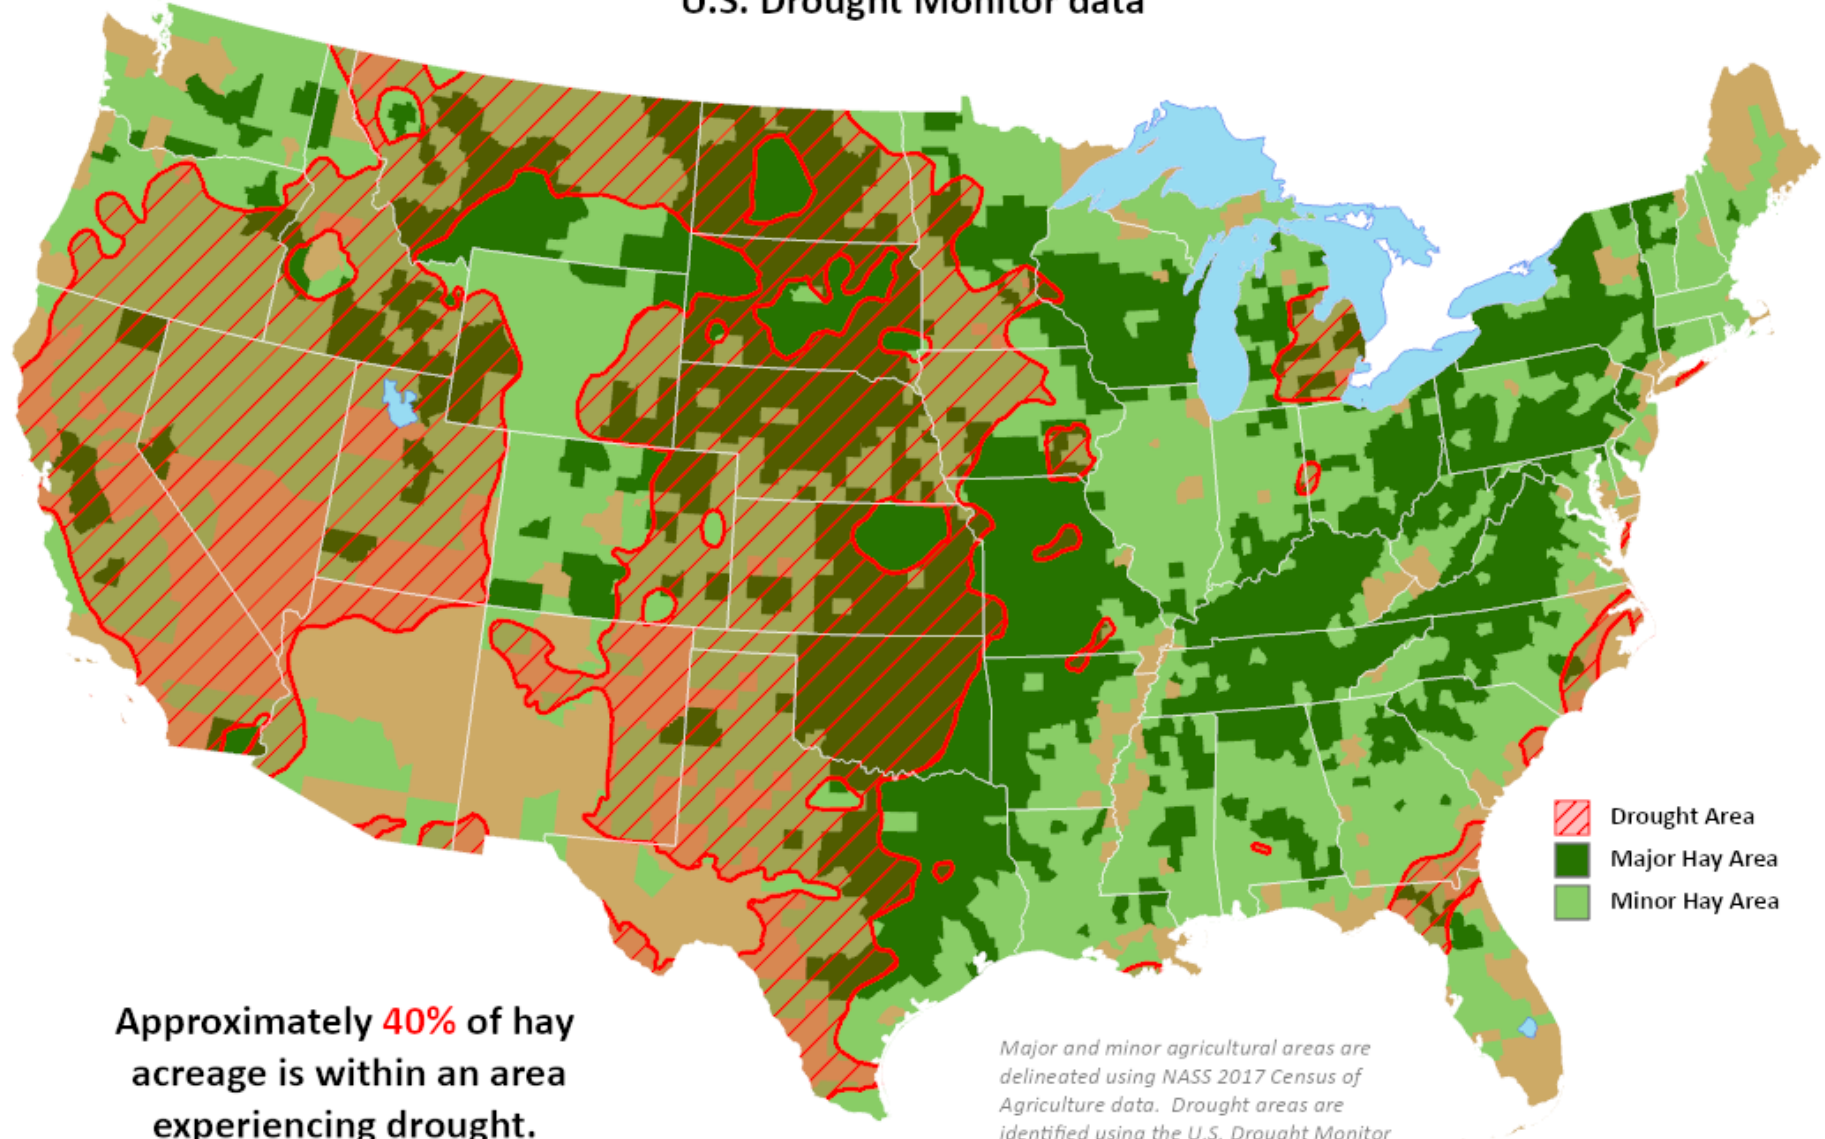 U.S. Drought Monitor data
Drought Area
Major Hay Area
Minor Hay Area
Approximately 40% of hay
acreage is within an area
experiencing drought.
Major and minor agricultural areas are
delineated using NASS 2017 Census of
Agriculture data. Drought areas are
identified using the U.S. Drought Monitor